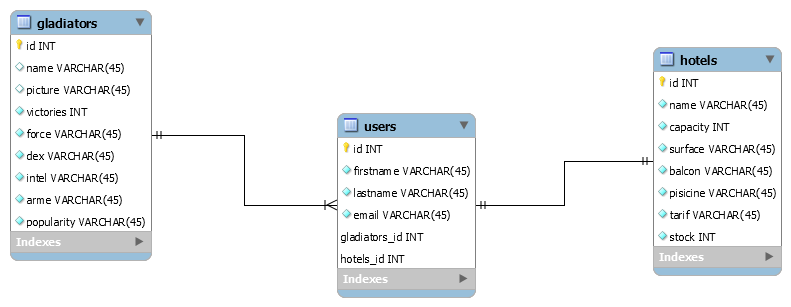 gladiators
id INT
name VARCHAR(45)
picture VARCHAR(45)
victories INT
force VARCHAR(45)
dex VARCHAR(45)
intel VARCHAR(45)
arme VARCHAR(45)
popularity VARCHAR(45)
Indexes
users
id INT
firstname VARCHAR(45)
lastname VARCHAR(45)
email VARCHAR(45)
gladiators_id INT
hotels_id INT
Indexes
hotels
id INT
name VARCHAR(45)
capacity INT
surface VARCHAR(45)
balcon VARCHAR(45)
pisicine VARCHAR(45)
tarif VARCHAR(45)
stock INT
Indexes